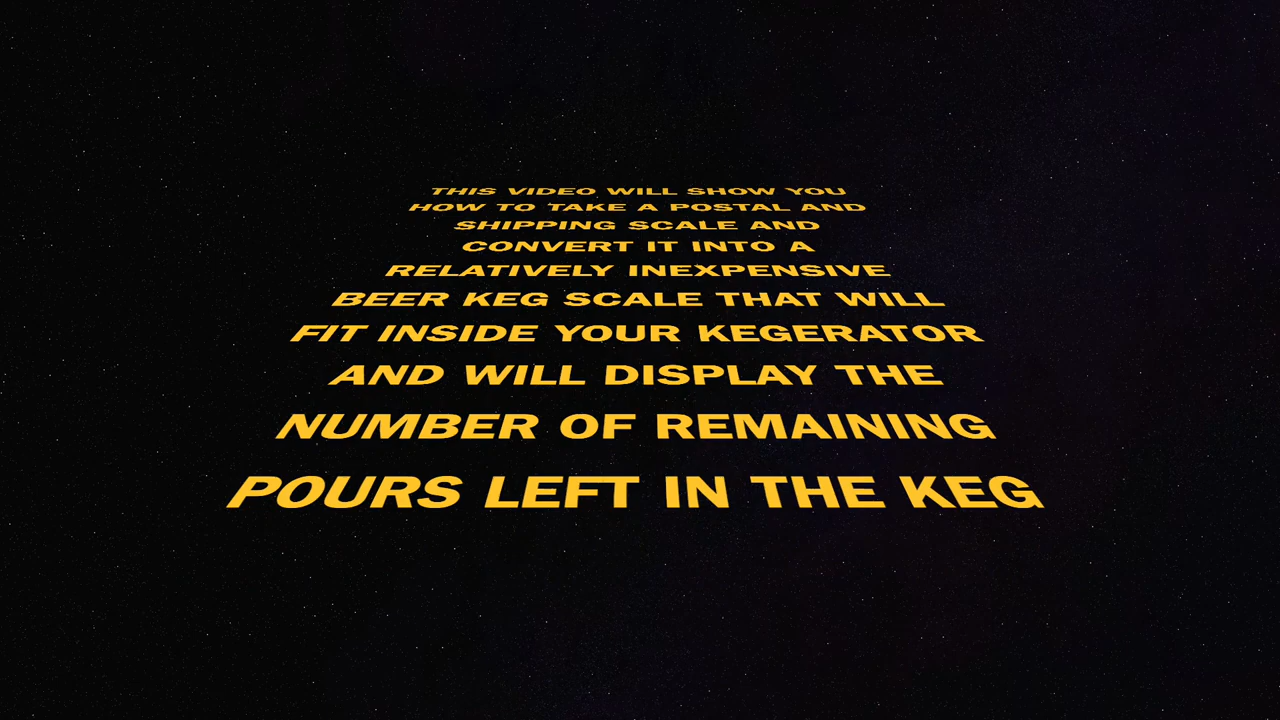 THIS VIDEO WILL SHOW YOU
HOW TO TAKE A POSTAL AND
SHIPPING SCALE AND
CONVERT IT INTO A
RELATIVELY INEXPENSIVE
BEER KEG SCALE THAT WILL
FIT INSIDE YOUR KEGERATOR
AND WILL DISPLAY THE
NUMBER OF REMAINING
POURS LEFT IN THE KEG